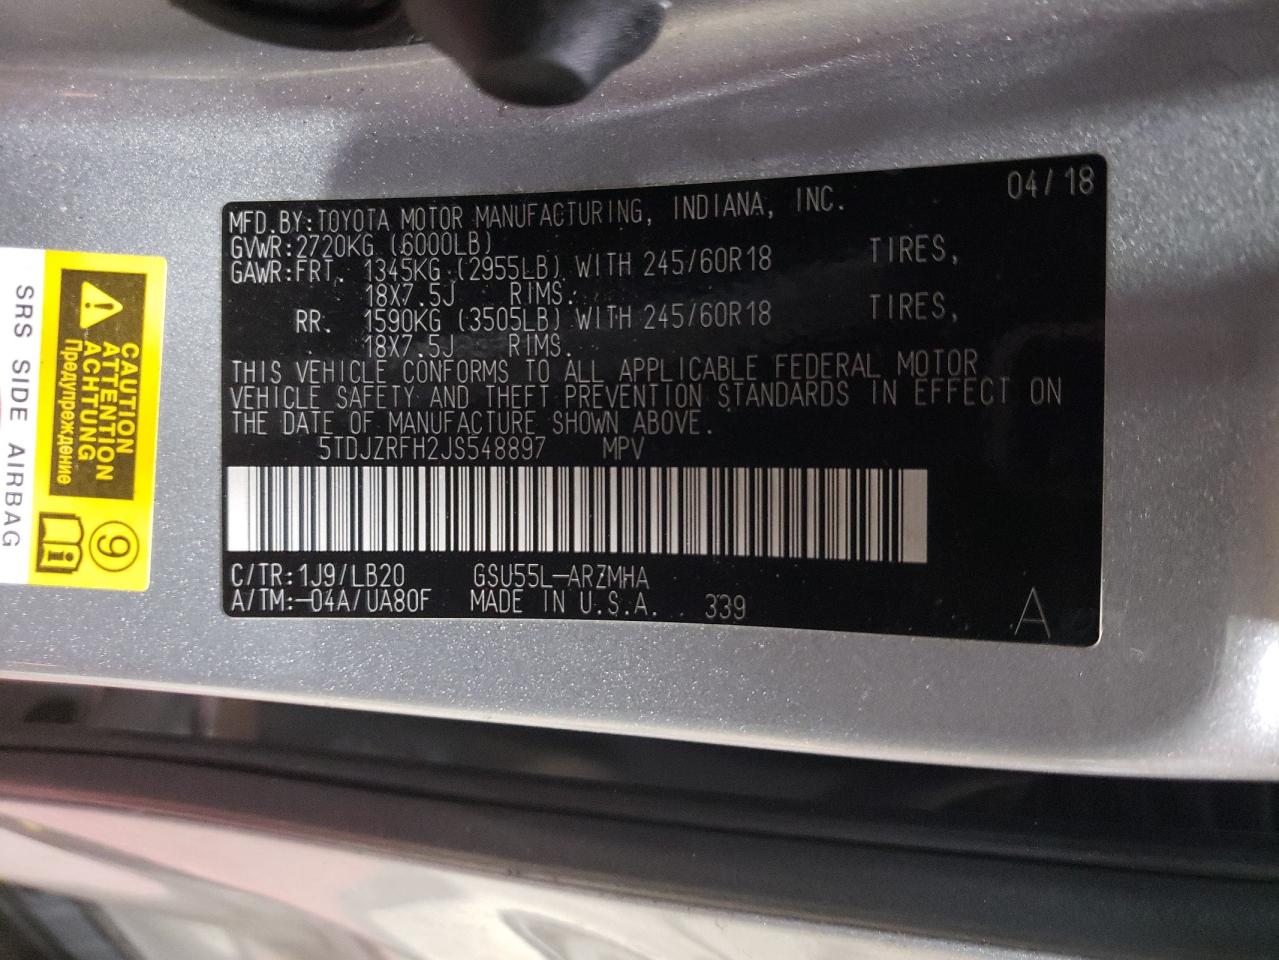 04/18
MFD.BY:TOYOTA MOTOR MANUFACTURING, INDIANA, INC.
GVWR:2720KG (6000LB)
GAWR:FRT. 1345KG (2955LB) WITH 245/60R18 TIRES,
18X7.5J RIMS.
RR. 1590KG (3505LB) WITH 245/60R18 TIRES,
18X7.5J RIMS.
THIS VEHICLE CONFORMS TO ALL APPLICABLE FEDERAL MOTOR
VEHICLE SAFETY AND THEFT PREVENTION STANDARDS IN EFFECT ON
THE DATE OF MANUFACTURE SHOWN ABOVE.
5TDJZRFH2JS548897 MPV
C/TR:1J9/LB20 GSU55L-ARZMHA
A/TM:-04A/UA80F MADE IN U.S.A. 339
A
CAUTION
ATTENTION
ACHTUNG
Предупреждение
9
i
SRS SIDE AIRBAG